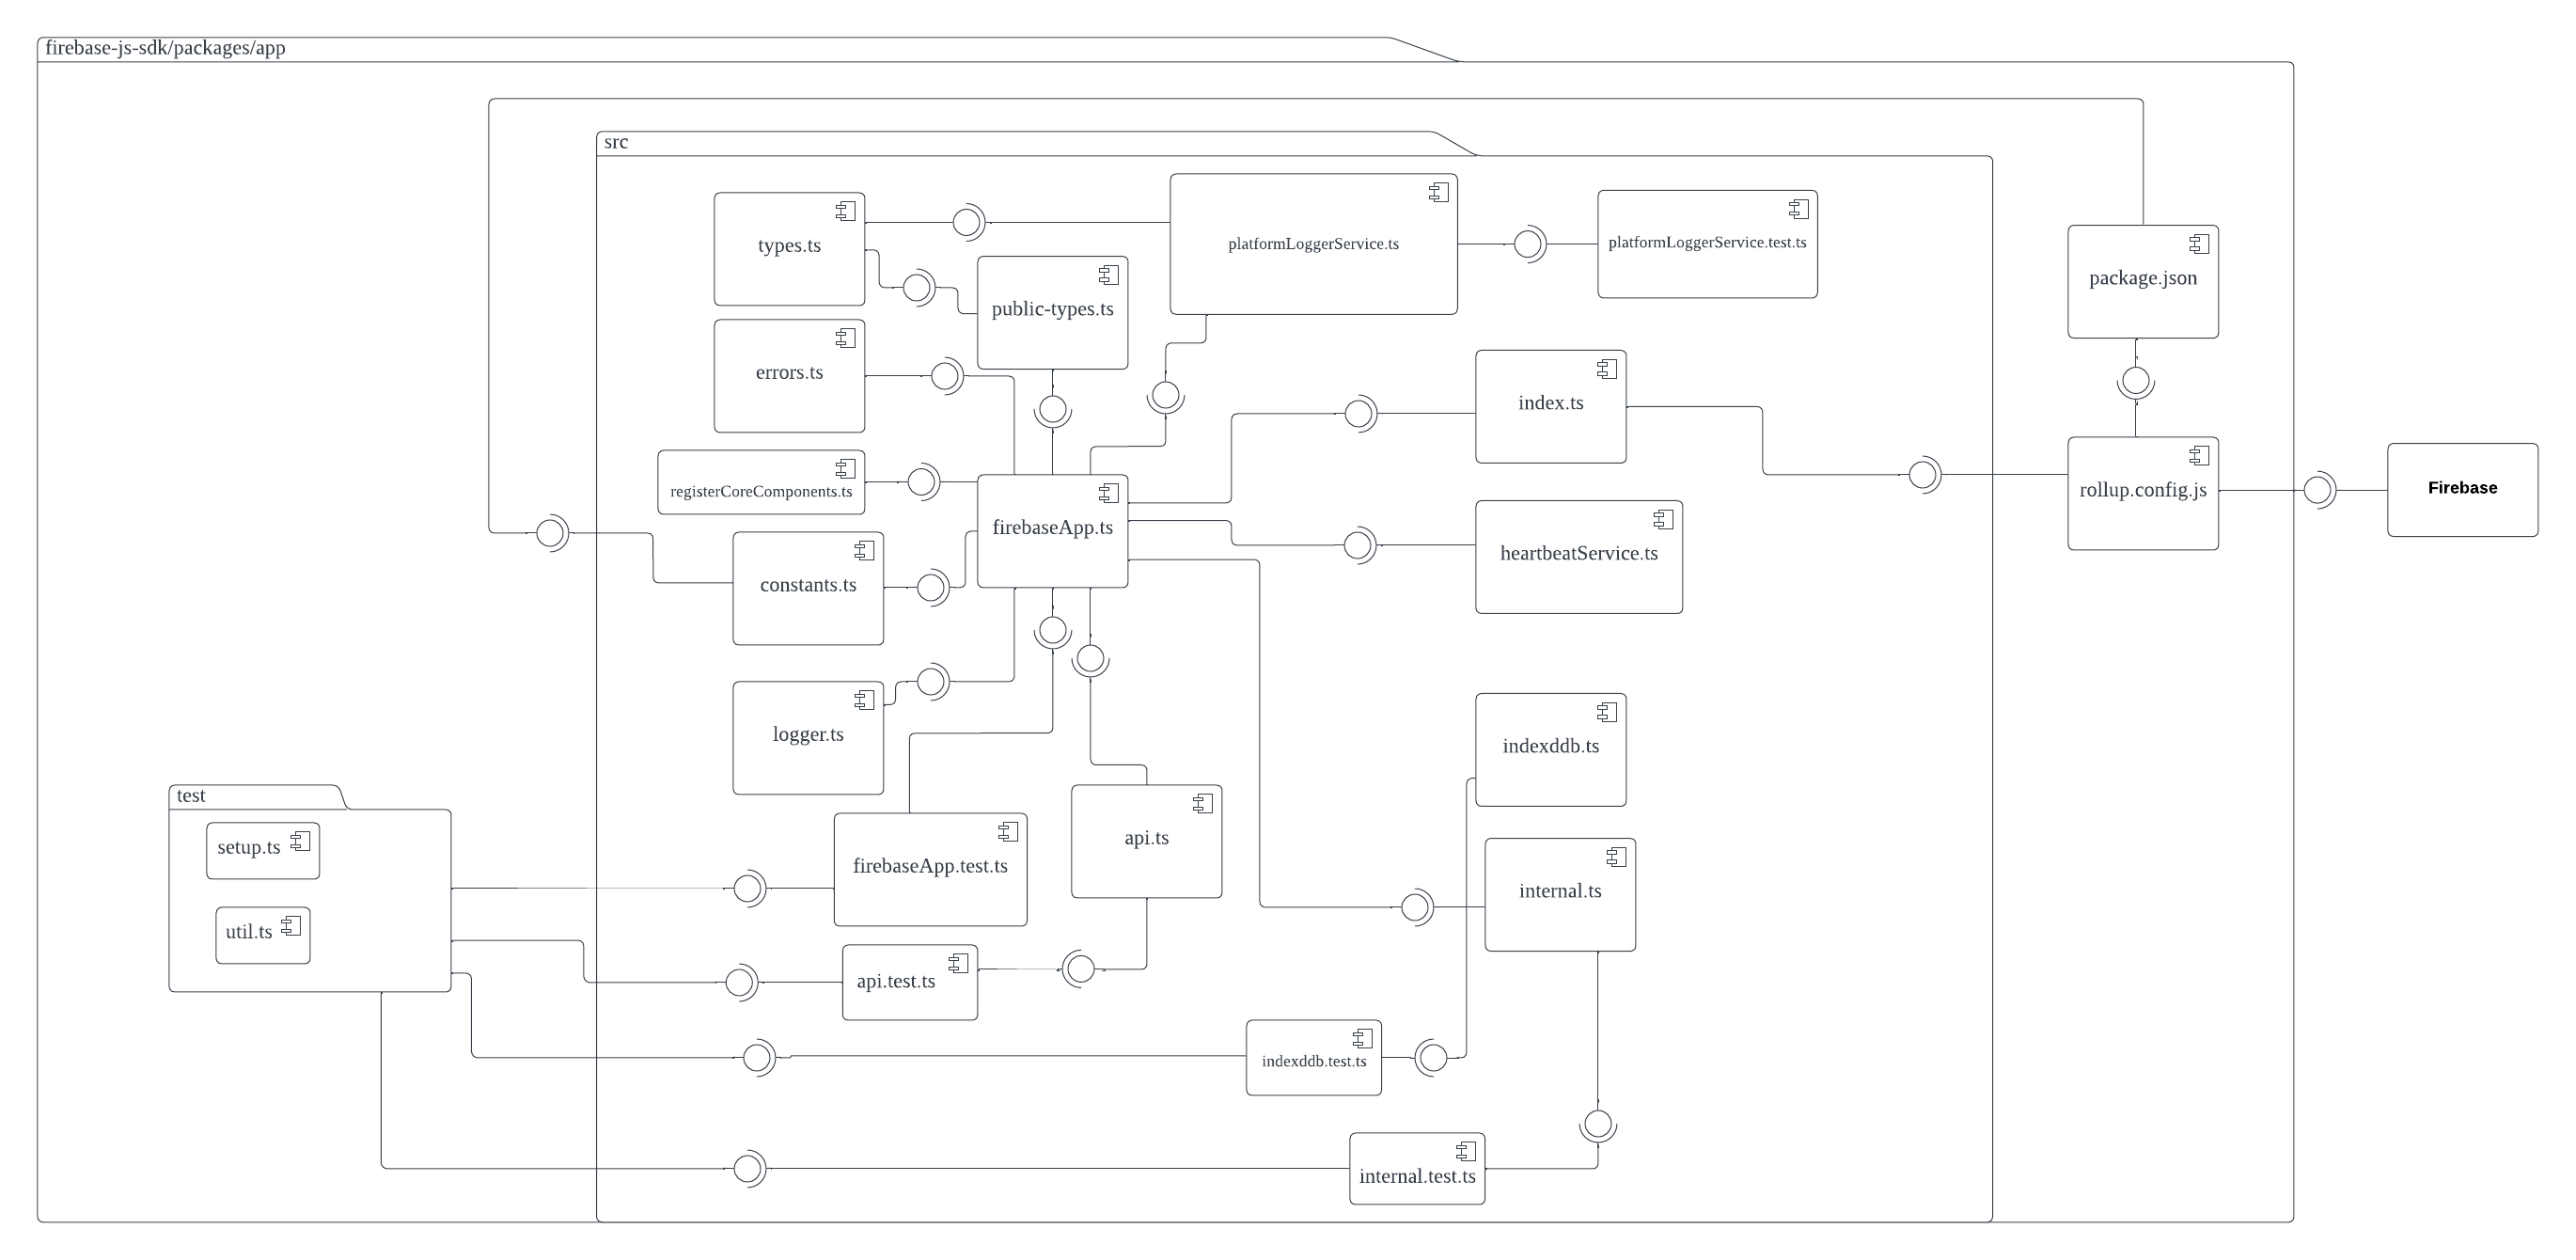 firebase-js-sdk/packages/app
src
types.ts
platformLoggerService.ts
platformLoggerService.test.ts
public-types.ts
package.json
errors.ts
index.ts
registerCoreComponents.ts
firebaseApp.ts
rollup.config.js
Firebase
heartbeatService.ts
constants.ts
logger.ts
indexddb.ts
test
setup.ts
util.ts
firebaseApp.test.ts
api.ts
internal.ts
api.test.ts
indexddb.test.ts
internal.test.ts